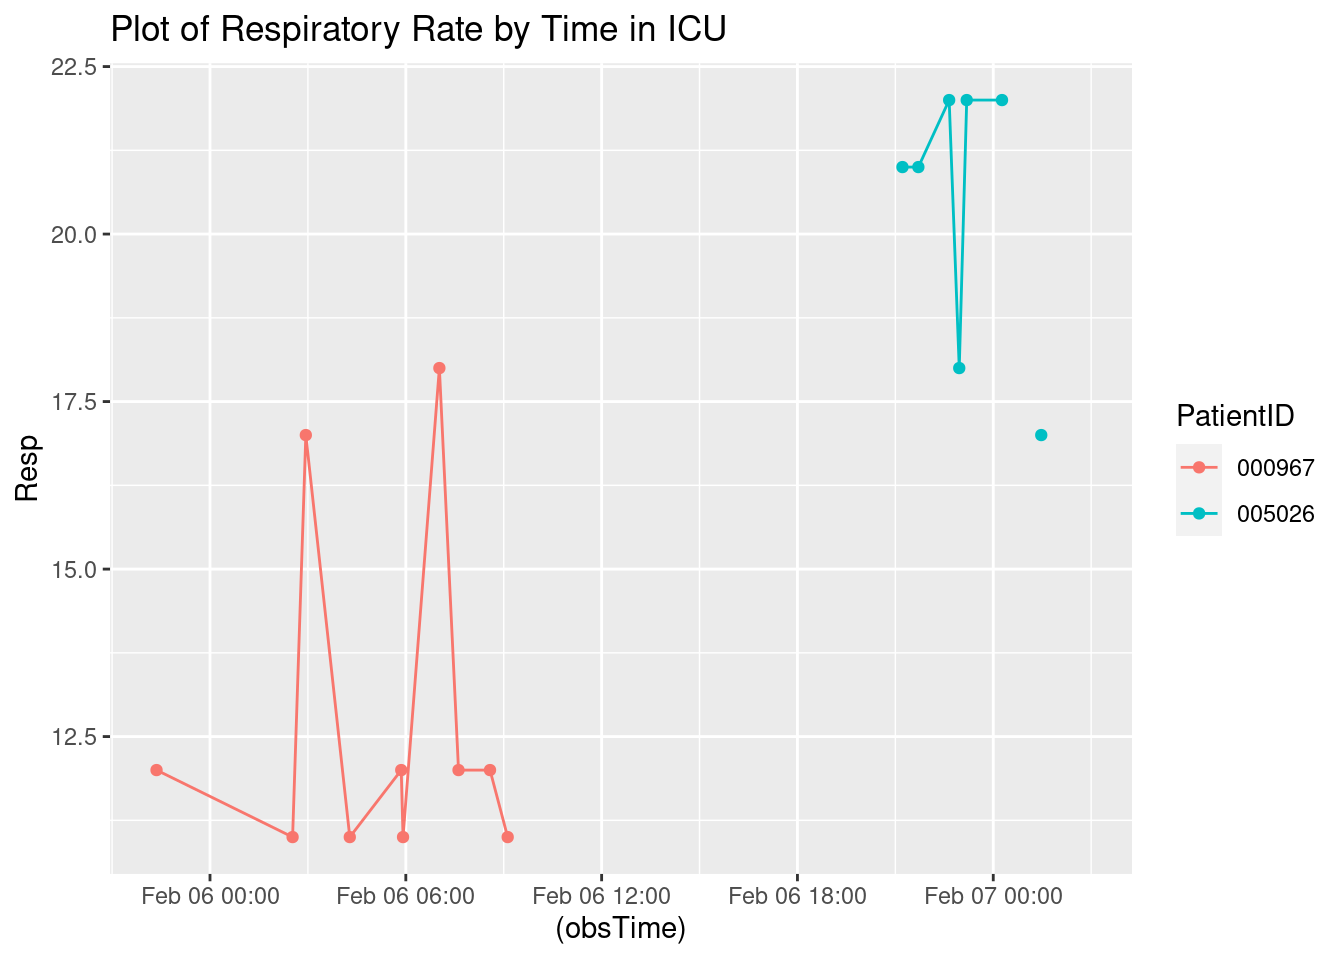 Plot of Respiratory Rate by Time in ICU
22.5
20.0
17.5
15.0
12.5
Resp
Feb 06 00:00 Feb 06 06:00 Feb 06 12:00 Feb 06 18:00 Feb 07 00:00
(obsTime)
PatientID
000967
005026